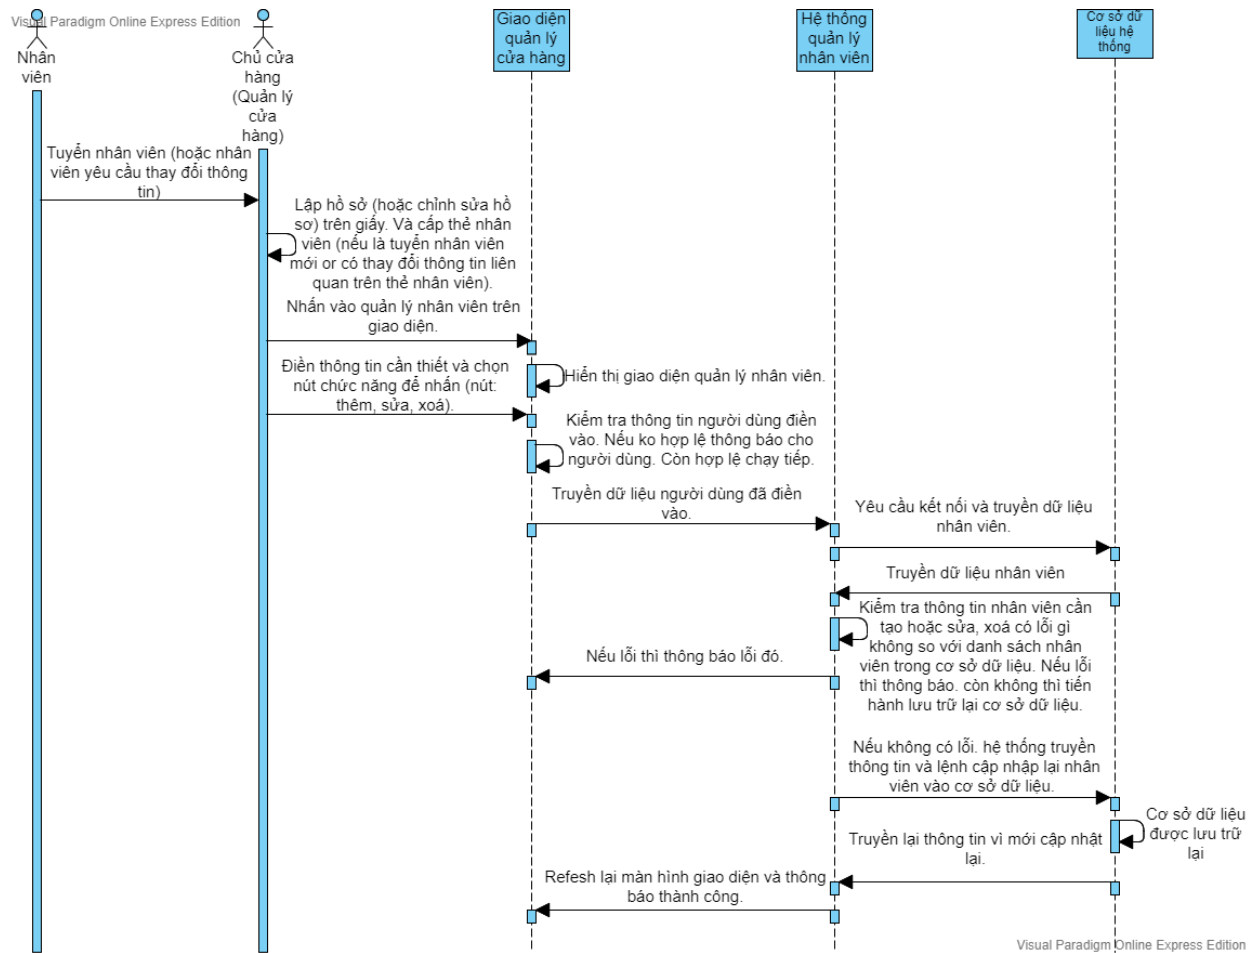 Visual Paradigm Online Express Edition
Nhân
viên
Chủ cửa
hàng
(Quản lý
cửa
hàng)
Giao diện
quản lý
cửa hàng
Hệ thống
quản lý
nhân viên
Cơ sở dữ
liệu hệ
thống
Tuyển nhân viên (hoặc nhân
viên yêu cầu thay đổi thông
tin)
Lập hồ sở (hoặc chỉnh sửa hồ
sơ) trên giấy. Và cấp thẻ nhân
viên (nếu là tuyển nhân viên
mới or có thay đổi thông tin liên
quan trên thẻ nhân viên).
Nhấn vào quản lý nhân viên trên
giao diện.
Điền thông tin cần thiết và chọn
nút chức năng để nhấn (nút:
thêm, sửa, xoá).
Hiển thị giao diện quản lý nhân viên.
Kiểm tra thông tin người dùng điền
vào. Nếu ko hợp lệ thông báo cho
người dùng. Còn hợp lệ chạy tiếp.
Truyền dữ liệu người dùng đã điền
vào.
Yêu cầu kết nối và truyền dữ liệu
nhân viên.
Truyền dữ liệu nhân viên
Kiểm tra thông tin nhân viên cần
tạo hoặc sửa, xoá có lỗi gì
không so với danh sách nhân
viên trong cơ sở dữ liệu. Nếu lỗi
thì thông báo. còn không thì tiến
hành lưu trữ lại cơ sở dữ liệu.
Nếu lỗi thì thông báo lỗi đó.
Nếu không có lỗi. hệ thống truyền
thông tin và lệnh cập nhập lại nhân
viên vào cơ sở dữ liệu.
Cơ sở dữ liệu
được lưu trữ
lại
Truyền lại thông tin vì mới cập nhật
lại.
Refesh lại màn hình giao diện và thông
báo thành công.
Visual Paradigm Online Express Edition